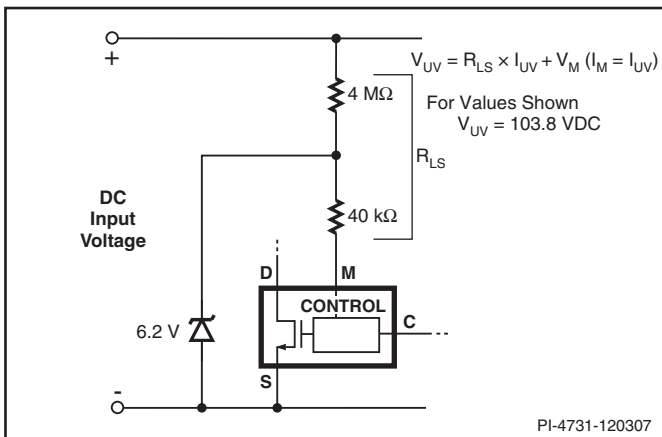 +
V_UV = R_LS × I_UV + V_M (I_M = I_UV)
4 MΩ
For Values Shown
V_UV = 103.8 VDC
R_LS
DC
Input
Voltage
40 kΩ
D
M
CONTROL
C
6.2 V
S
-
PI-4731-120307